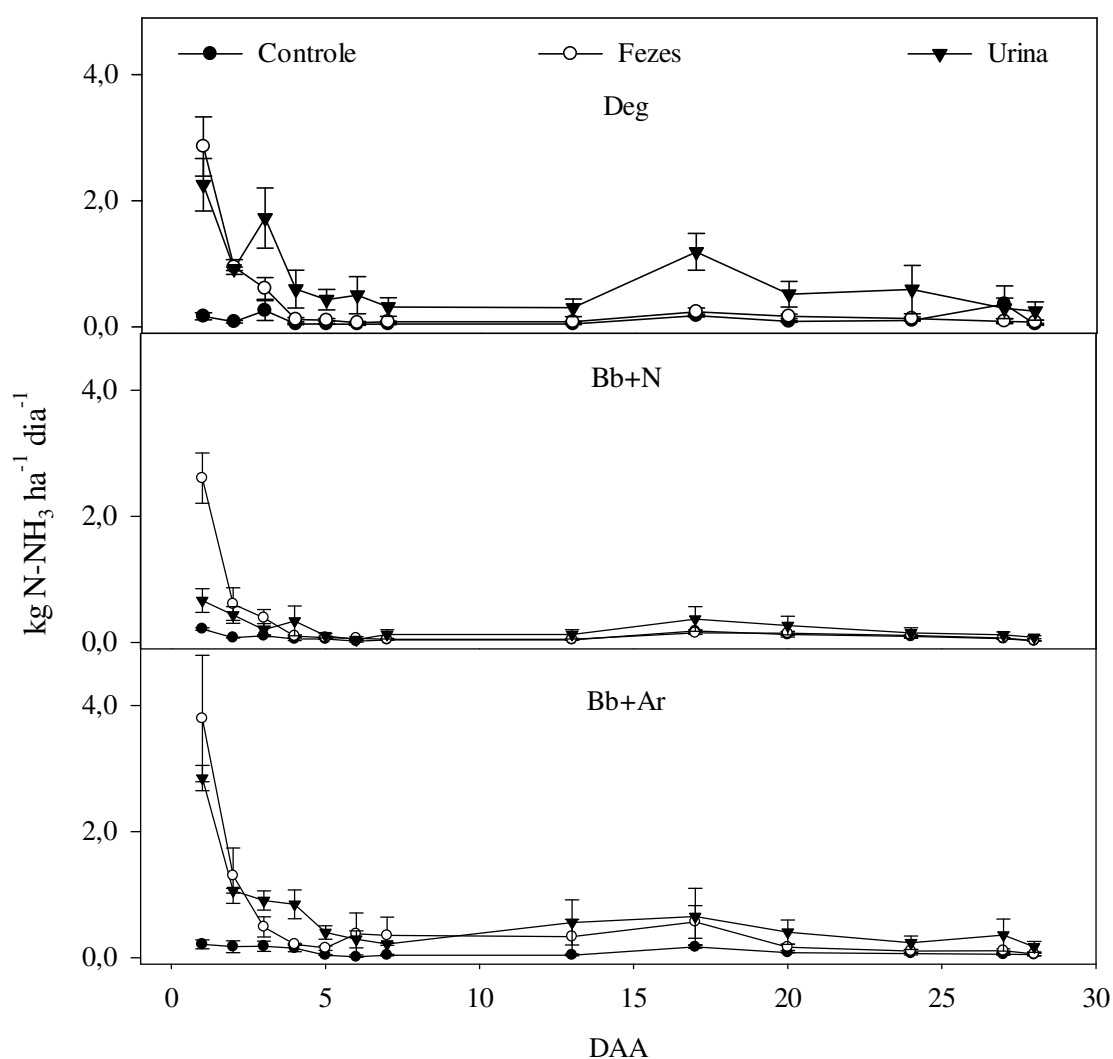 Controle Fezes Urina
4,0
Deg
2,0
0,0
Bb+N
4,0
2,0
0,0
Bb+Ar
4,0
2,0
0,0
kg N-NH₃ ha⁻¹ dia⁻¹
0 5 10 15 20 25 30
DAA